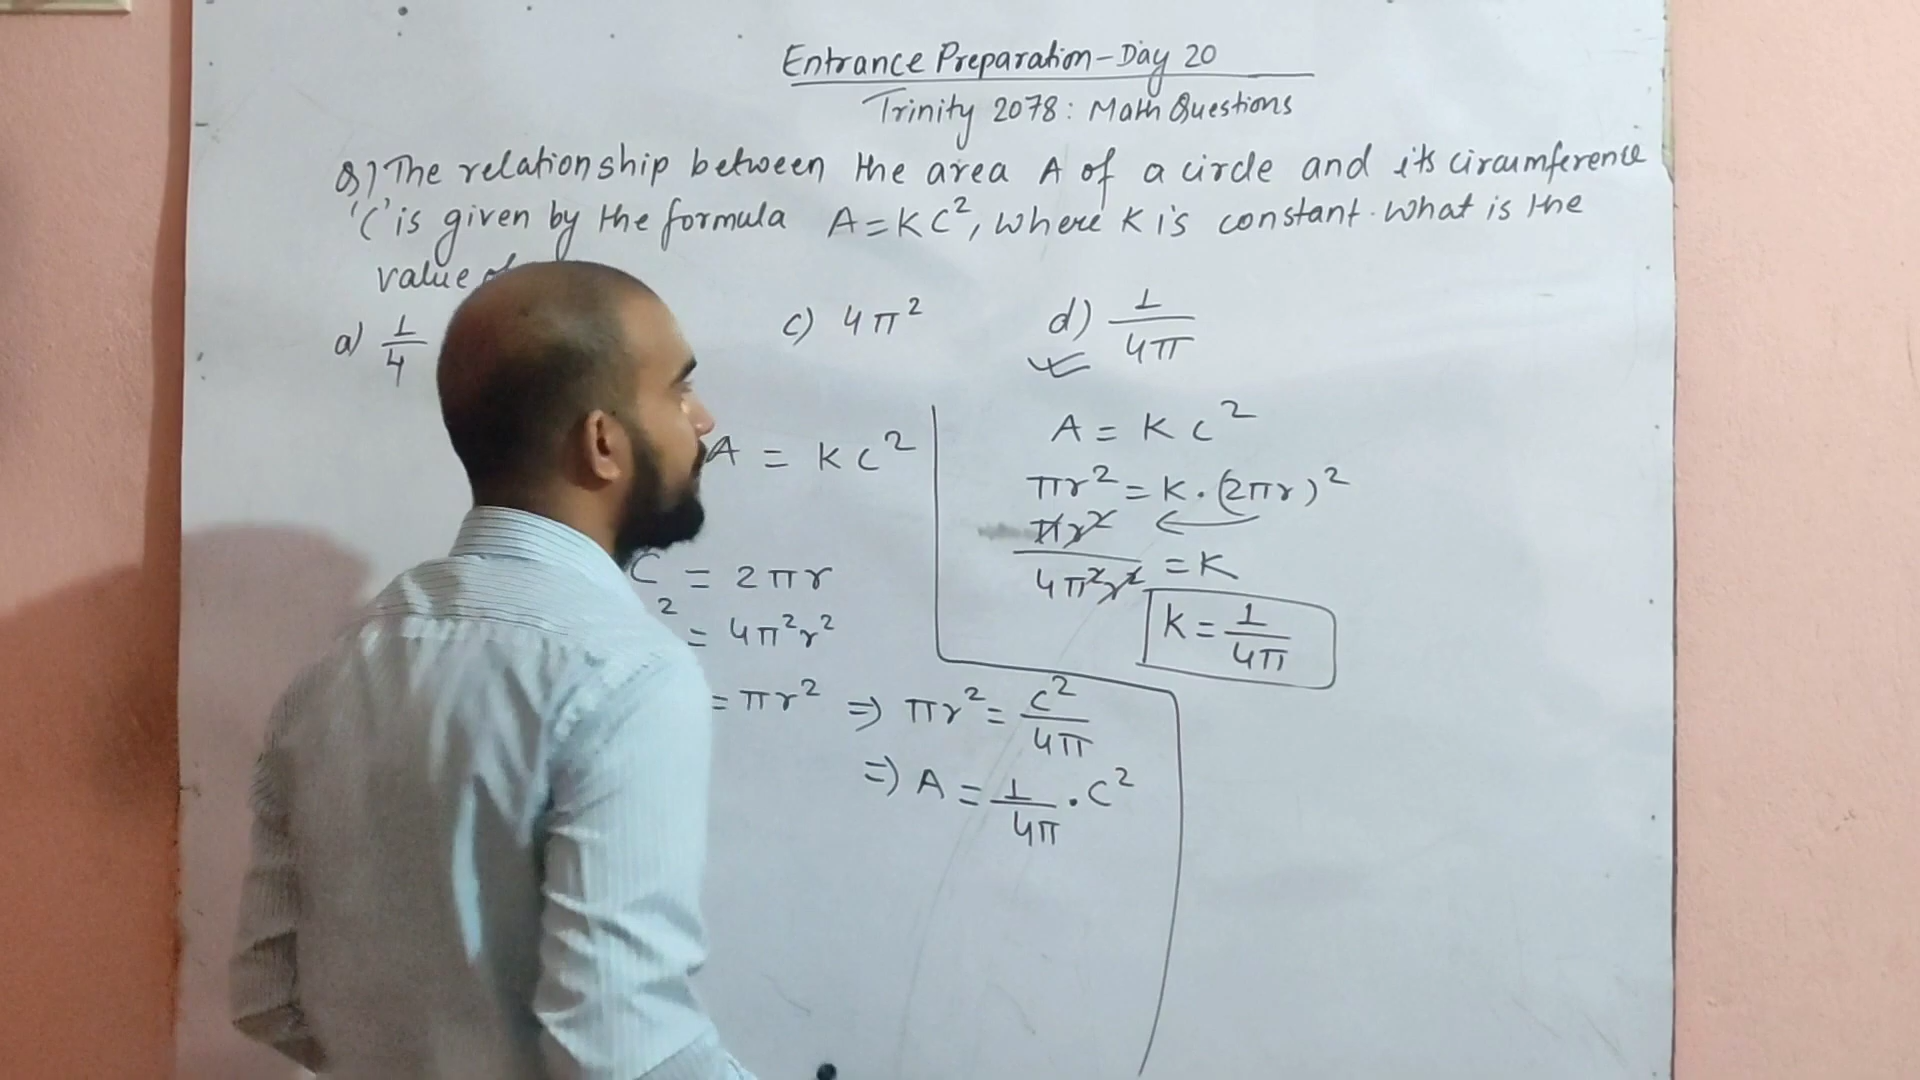 Entrance Preparation-Day 20
Trinity 2078: Math Questions
Q) The relationship between the area A of a circle and its circumference
'C' is given by the formula A=KC², where K is constant. What is the
value of
a) 1/4 c) 4π² d) 1/4π
A = KC²
C = 2πr
² = 4π²r²
= πr² => πr² = C²/4π
=> A = 1/4π · C²
A = KC²
πr² = K·(2πr)²
πr²/4π²r² = K
K = 1/4π